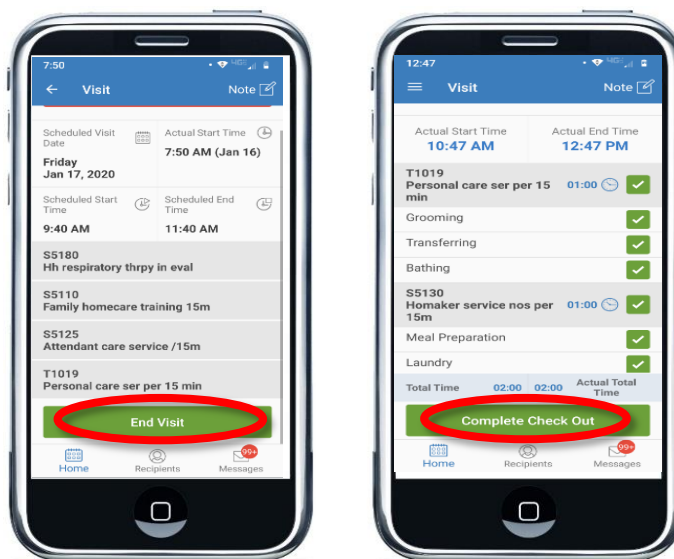 7:50
4GE
Visit
Note
Scheduled Visit
Date
Friday
Jan 17, 2020
Actual Start Time
7:50 AM (Jan 16)
Scheduled Start
Time
9:40 AM
Scheduled End
Time
11:40 AM
S5180
Hh respiratory thrpy in eval
S5110
Family homecare training 15m
S5125
Attendant care service /15m
T1019
Personal care ser per 15 min
End Visit
99+
Home
Recipients
Messages
12:47
4GE
Visit
Note
Actual Start Time
10:47 AM
Actual End Time
12:47 PM
T1019
Personal care ser per 15
min
01:00
Grooming
Transferring
Bathing
S5130
Homaker service nos per
15m
01:00
Meal Preparation
Laundry
Total Time 02:00 02:00 Actual Total
Time
Complete Check Out
99+
Home
Recipients
Messages